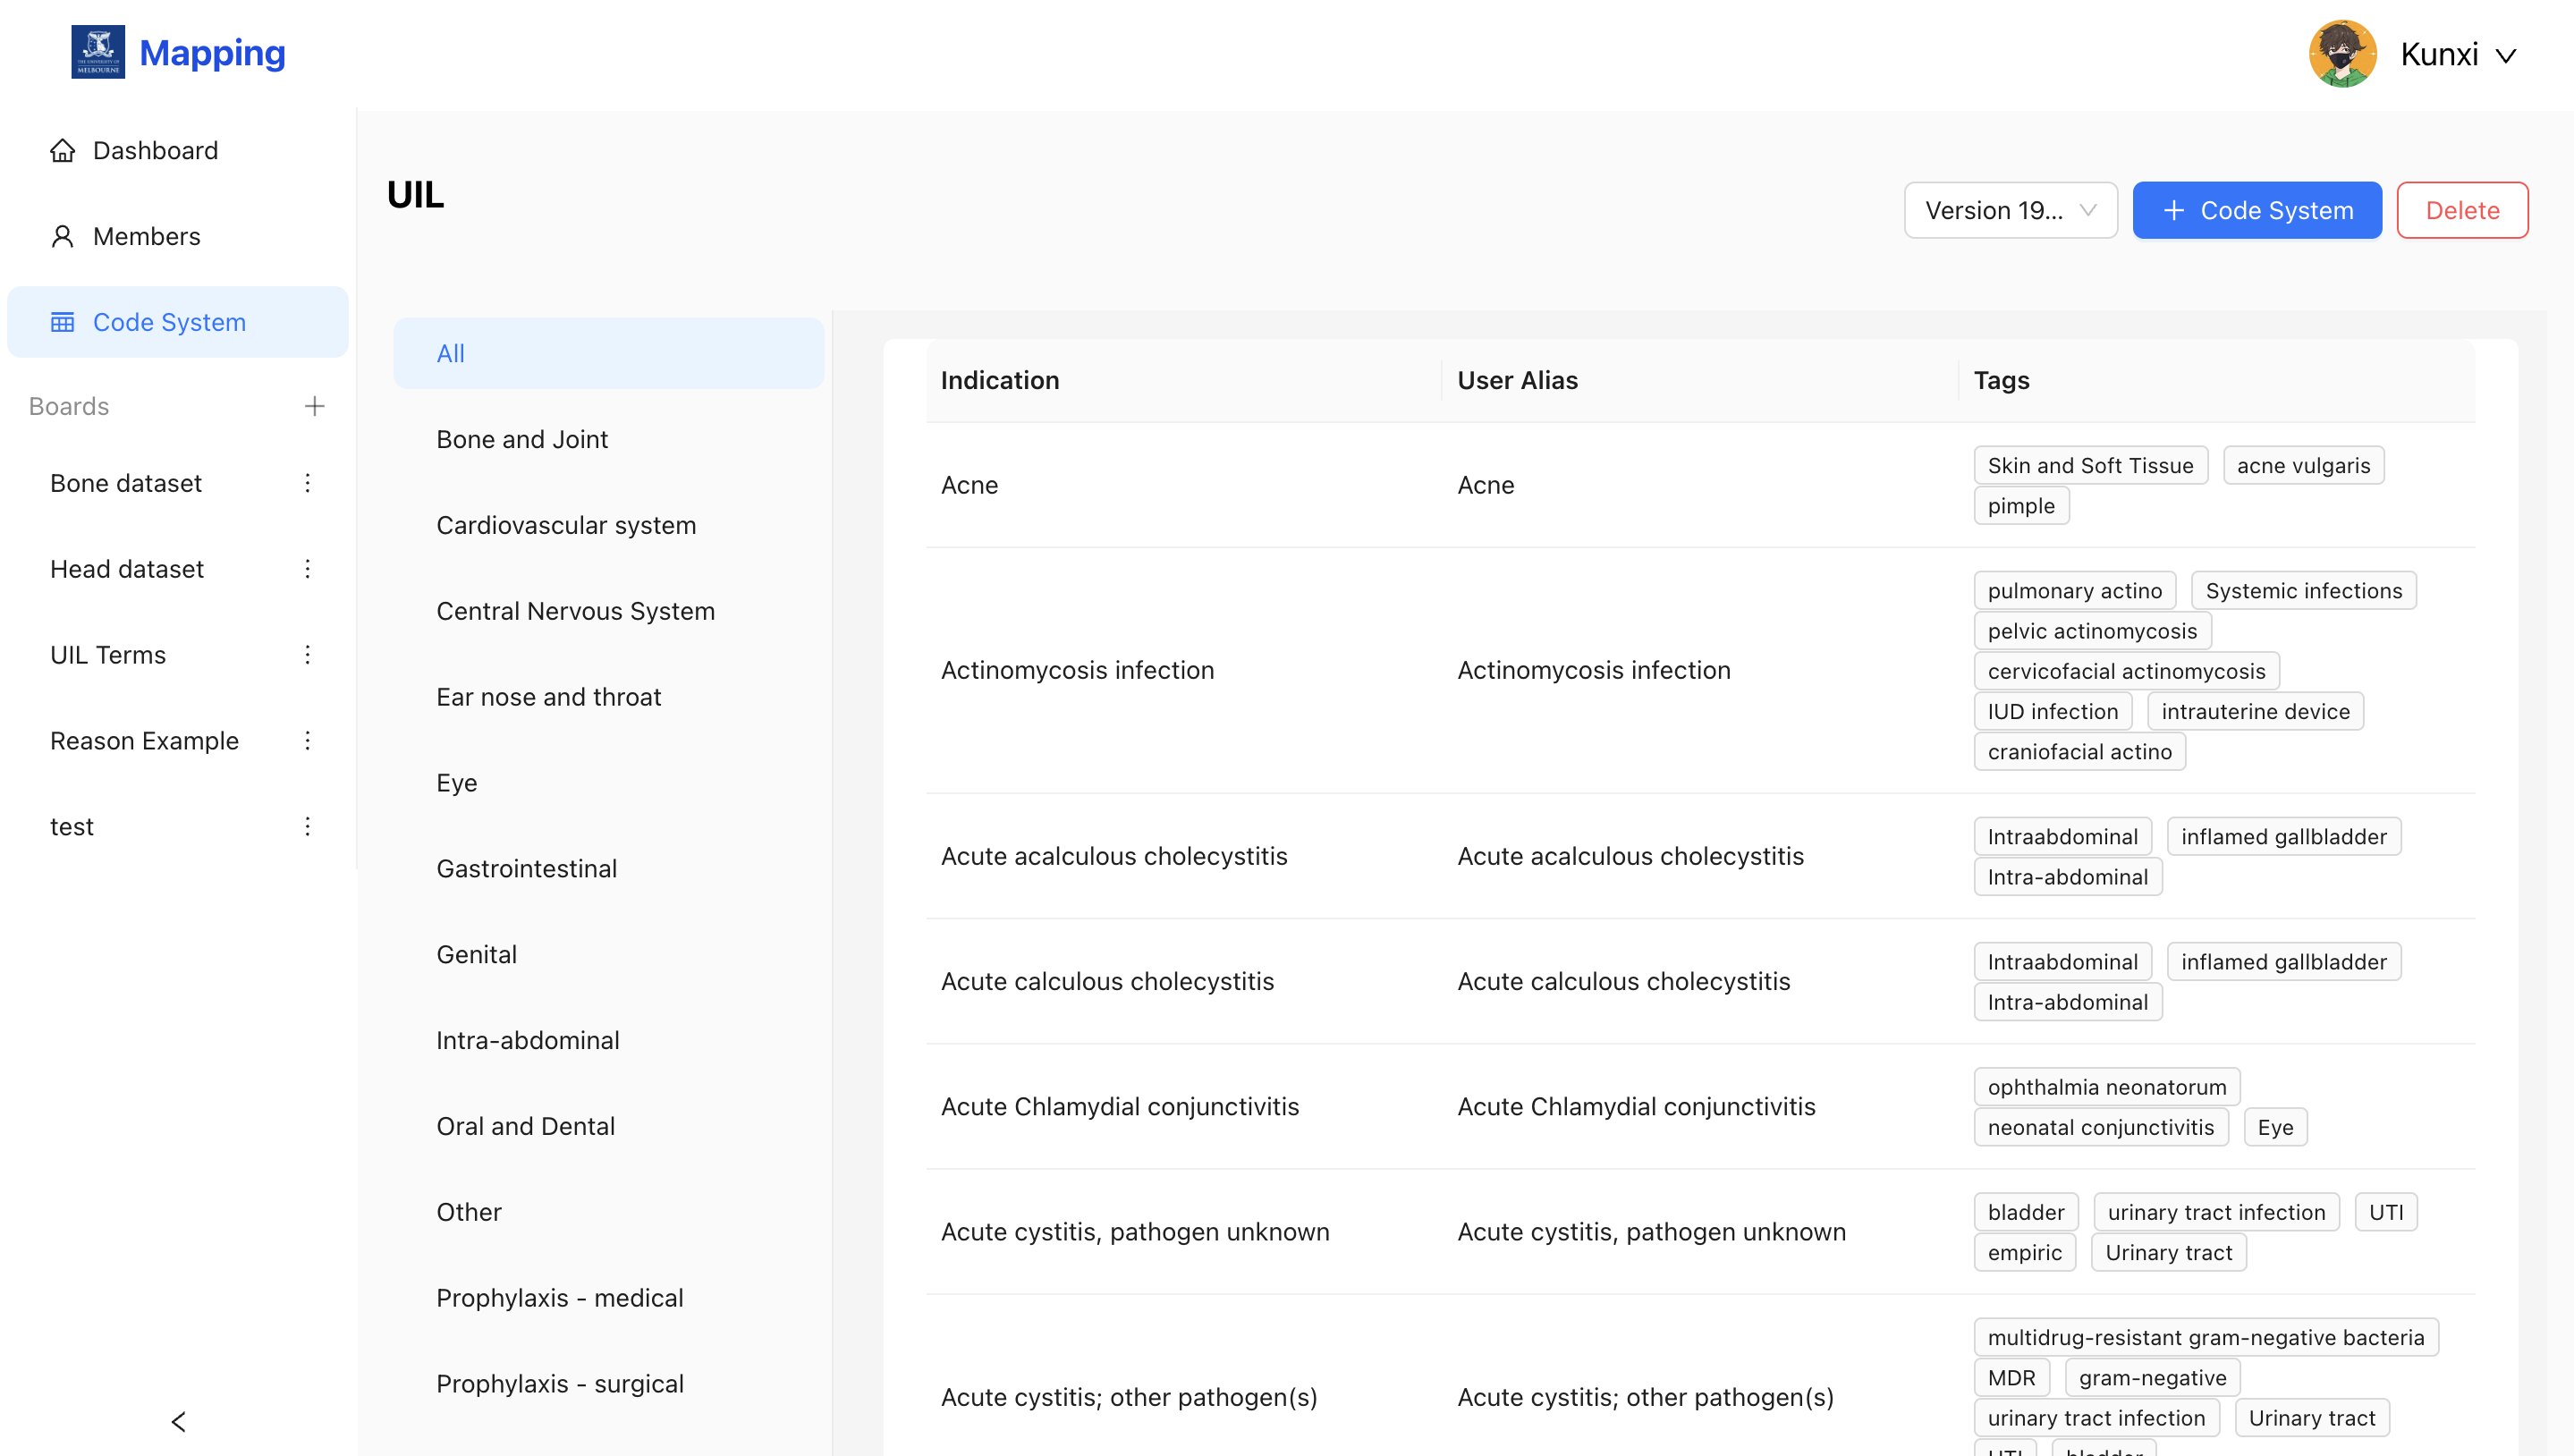 THE UNIVERSITY OF
MELBOURNE
Mapping
Kunxi
Dashboard
Members
Code System
Boards
Bone dataset
Head dataset
UIL Terms
Reason Example
test
UIL
Version 19...
Code System
Delete
All
Bone and Joint
Cardiovascular system
Central Nervous System
Ear nose and throat
Eye
Gastrointestinal
Genital
Intra-abdominal
Oral and Dental
Other
Prophylaxis - medical
Prophylaxis - surgical
Indication User Alias Tags
Acne Acne
Skin and Soft Tissue acne vulgaris
pimple
Actinomycosis infection Actinomycosis infection
pulmonary actino Systemic infections
pelvic actinomycosis
cervicofacial actinomycosis
IUD infection intrauterine device
craniofacial actino
Acute acalculous cholecystitis Acute acalculous cholecystitis
Intraabdominal inflamed gallbladder
Intra-abdominal
Acute calculous cholecystitis Acute calculous cholecystitis
Intraabdominal inflamed gallbladder
Intra-abdominal
Acute Chlamydial conjunctivitis Acute Chlamydial conjunctivitis
ophthalmia neonatorum
neonatal conjunctivitis Eye
Acute cystitis, pathogen unknown Acute cystitis, pathogen unknown
bladder urinary tract infection UTI
empiric Urinary tract
Acute cystitis; other pathogen(s) Acute cystitis; other pathogen(s)
multidrug-resistant gram-negative bacteria
MDR gram-negative
urinary tract infection Urinary tract
UTI bladder